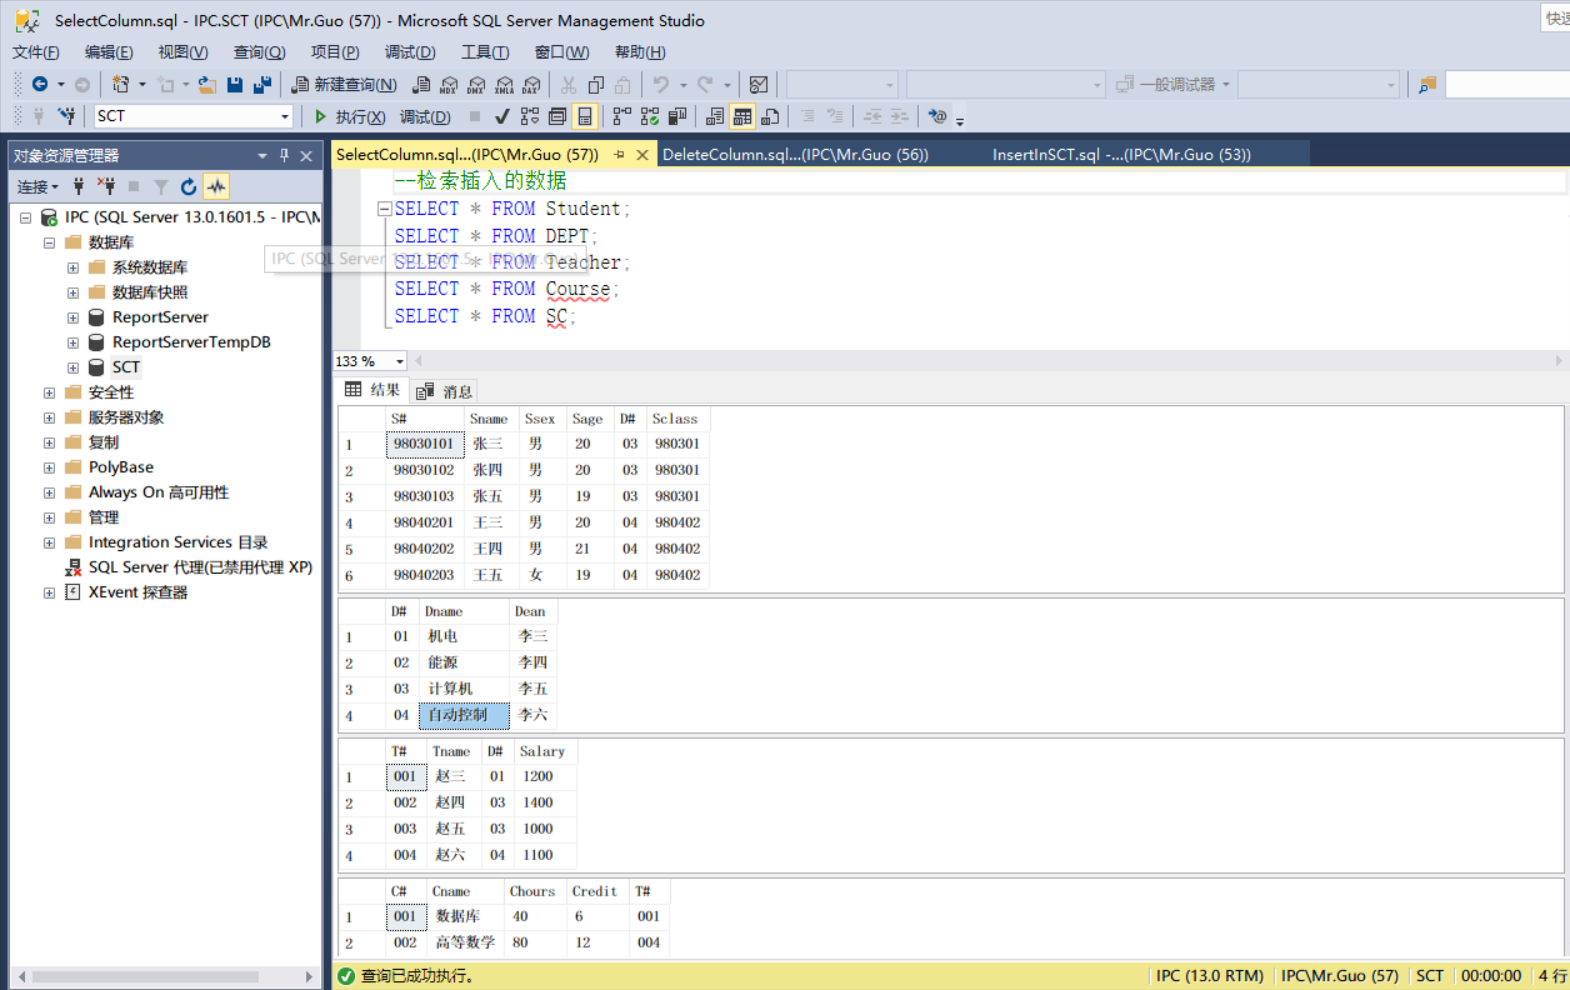 SelectColumn.sql - IPC.SCT (IPC\Mr.Guo (57)) - Microsoft SQL Server Management Studio
文件(F) 编辑(E) 视图(V) 查询(Q) 项目(P) 调试(D) 工具(T) 窗口(W) 帮助(H)
新建查询(N) MDX DMX XMLA DAX 一般调试器
SCT 执行(X) 调试(D)
对象资源管理器
连接
IPC (SQL Server 13.0.1601.5 - IPC\M
数据库
系统数据库
数据库快照
ReportServer
ReportServerTempDB
SCT
安全性
服务器对象
复制
PolyBase
Always On 高可用性
管理
Integration Services 目录
SQL Server 代理(已禁用代理 XP)
XEvent 探查器
SelectColumn.sql...(IPC\Mr.Guo (57)) DeleteColumn.sql...(IPC\Mr.Guo (56)) InsertInSCT.sql -...(IPC\Mr.Guo (53))
--检索插入的数据
SELECT * FROM Student;
SELECT * FROM DEPT;
SELECT * FROM Teacher;
SELECT * FROM Course;
SELECT * FROM SC;
133 %
结果 消息
S# Sname Ssex Sage D# Sclass
1 98030101 张三 男 20 03 980301
2 98030102 张四 男 20 03 980301
3 98030103 张五 男 19 03 980301
4 98040201 王三 男 20 04 980402
5 98040202 王四 男 21 04 980402
6 98040203 王五 女 19 04 980402
D# Dname Dean
1 01 机电 李三
2 02 能源 李四
3 03 计算机 李五
4 04 自动控制 李六
T# Tname D# Salary
1 001 赵三 01 1200
2 002 赵四 03 1400
3 003 赵五 03 1000
4 004 赵六 04 1100
C# Cname Chours Credit T#
1 001 数据库 40 6 001
2 002 高等数学 80 12 004
查询已成功执行。 IPC (13.0 RTM) IPC\Mr.Guo (57) SCT 00:00:00 4 行